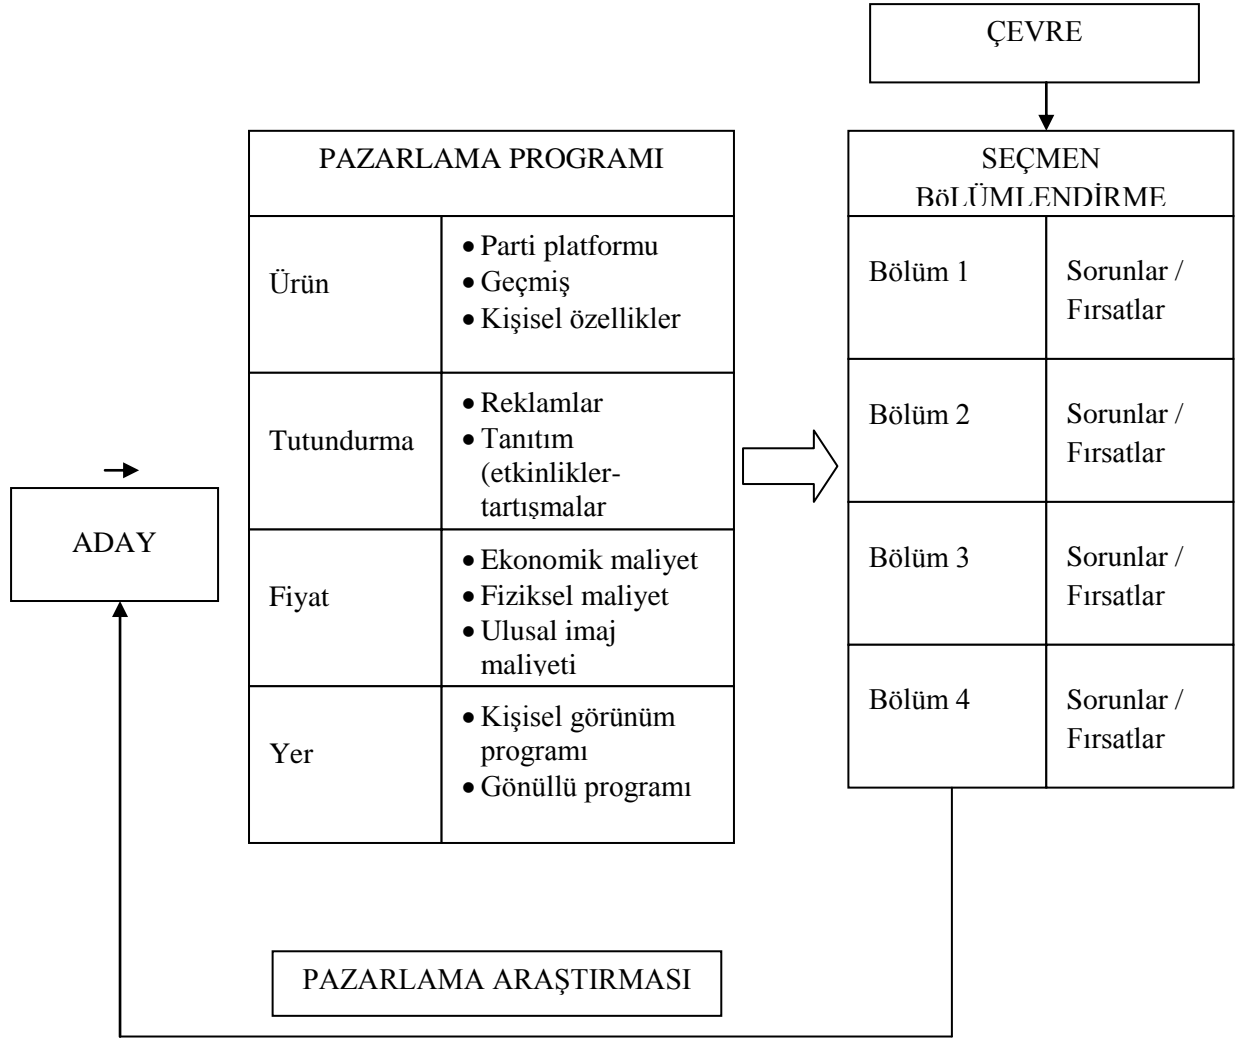 ÇEVRE
PAZARLAMA PROGRAMI
Ürün
• Parti platformu
• Geçmiş
• Kişisel özellikler
Tutundurma
• Reklamlar
• Tanıtım
(etkinlikler-
tartışmalar
Fiyat
• Ekonomik maliyet
• Fiziksel maliyet
• Ulusal imaj
maliyeti
Yer
• Kişisel görünüm
programı
• Gönüllü programı
SEÇMEN
BöLÜMLENDİRME
Bölüm 1
Sorunlar /
Fırsatlar
Bölüm 2
Sorunlar /
Fırsatlar
Bölüm 3
Sorunlar /
Fırsatlar
Bölüm 4
Sorunlar /
Fırsatlar
ADAY
PAZARLAMA ARAŞTIRMASI